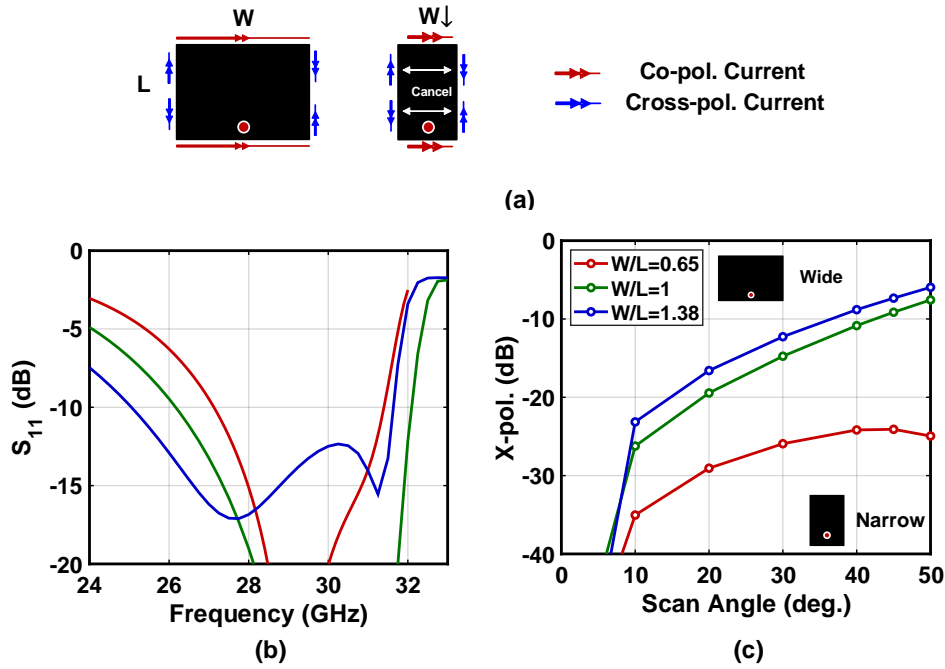 W
W↓
L
Cancel
Co-pol. Current
Cross-pol. Current
(a)
0
-5
-10
-15
-20
S11 (dB)
24
26
28
30
32
Frequency (GHz)
(b)
0
-10
-20
-30
-40
X-pol. (dB)
W/L=0.65
W/L=1
W/L=1.38
Wide
Narrow
0
10
20
30
40
50
Scan Angle (deg.)
(c)